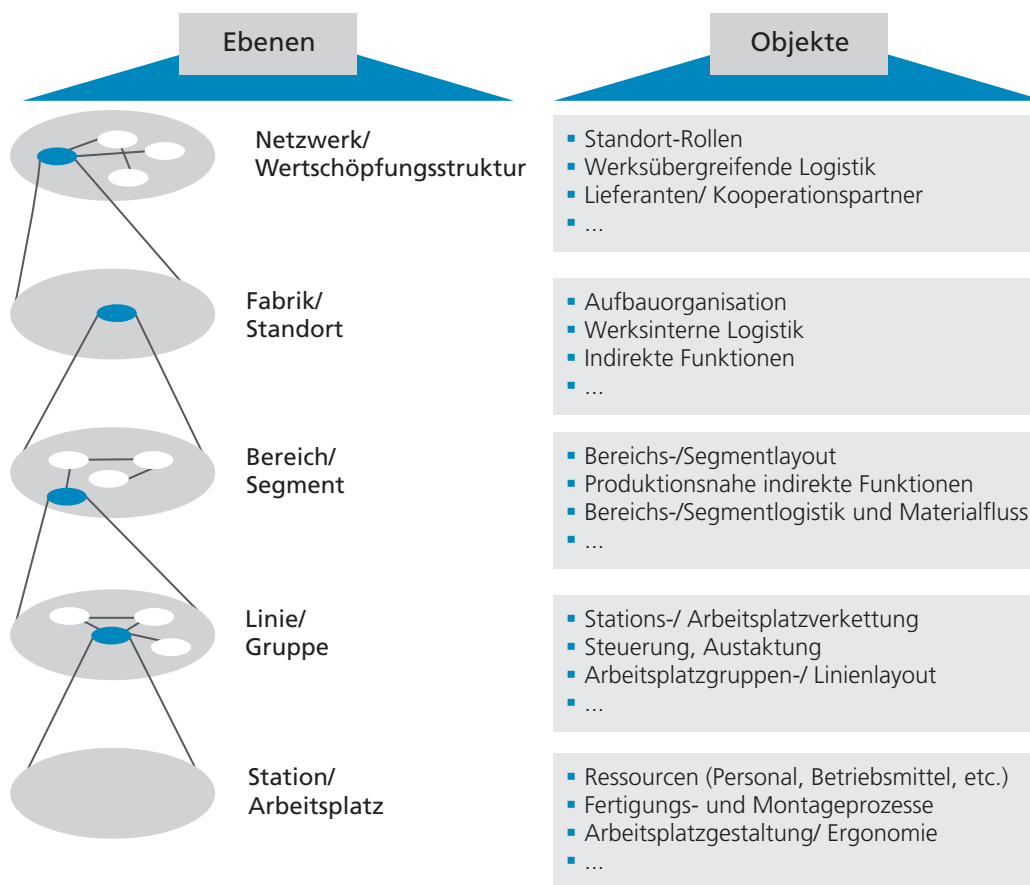 Ebenen
Objekte
Netzwerk/
Wertschöpfungsstruktur
▪ Standort-Rollen
▪ Werksübergreifende Logistik
▪ Lieferanten/ Kooperationspartner
▪ ...
Fabrik/
Standort
▪ Aufbauorganisation
▪ Werksinterne Logistik
▪ Indirekte Funktionen
▪ ...
Bereich/
Segment
▪ Bereichs-/Segmentlayout
▪ Produktionsnahe indirekte Funktionen
▪ Bereichs-/Segmentlogistik und Materialfluss
▪ ...
Linie/
Gruppe
▪ Stations-/ Arbeitsplatzverkettung
▪ Steuerung, Austaktung
▪ Arbeitsplatzgruppen-/ Linienlayout
▪ ...
Station/
Arbeitsplatz
▪ Ressourcen (Personal, Betriebsmittel, etc.)
▪ Fertigungs- und Montageprozesse
▪ Arbeitsplatzgestaltung/ Ergonomie
▪ ...